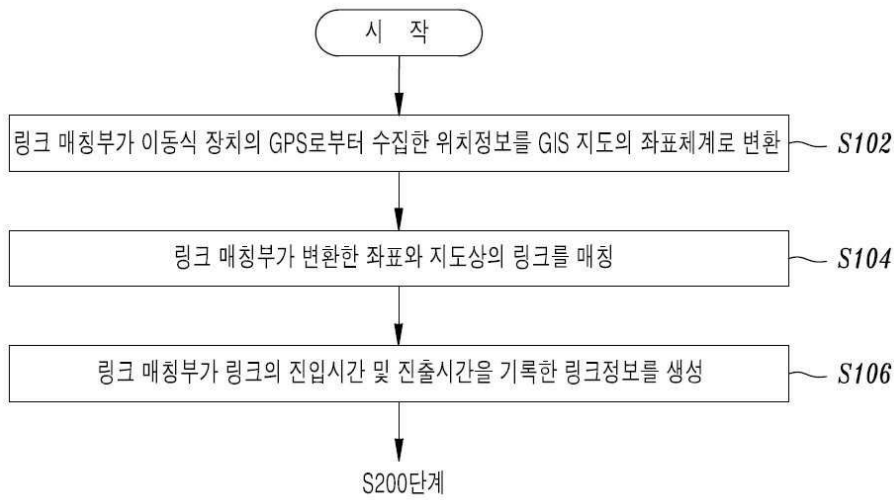 시 작
링크 매칭부가 이동식 장치의 GPS로부터 수집한 위치정보를 GIS 지도의 좌표체계로 변환 S102
링크 매칭부가 변환한 좌표와 지도상의 링크를 매칭 S104
링크 매칭부가 링크의 진입시간 및 진출시간을 기록한 링크정보를 생성 S106
S200단계